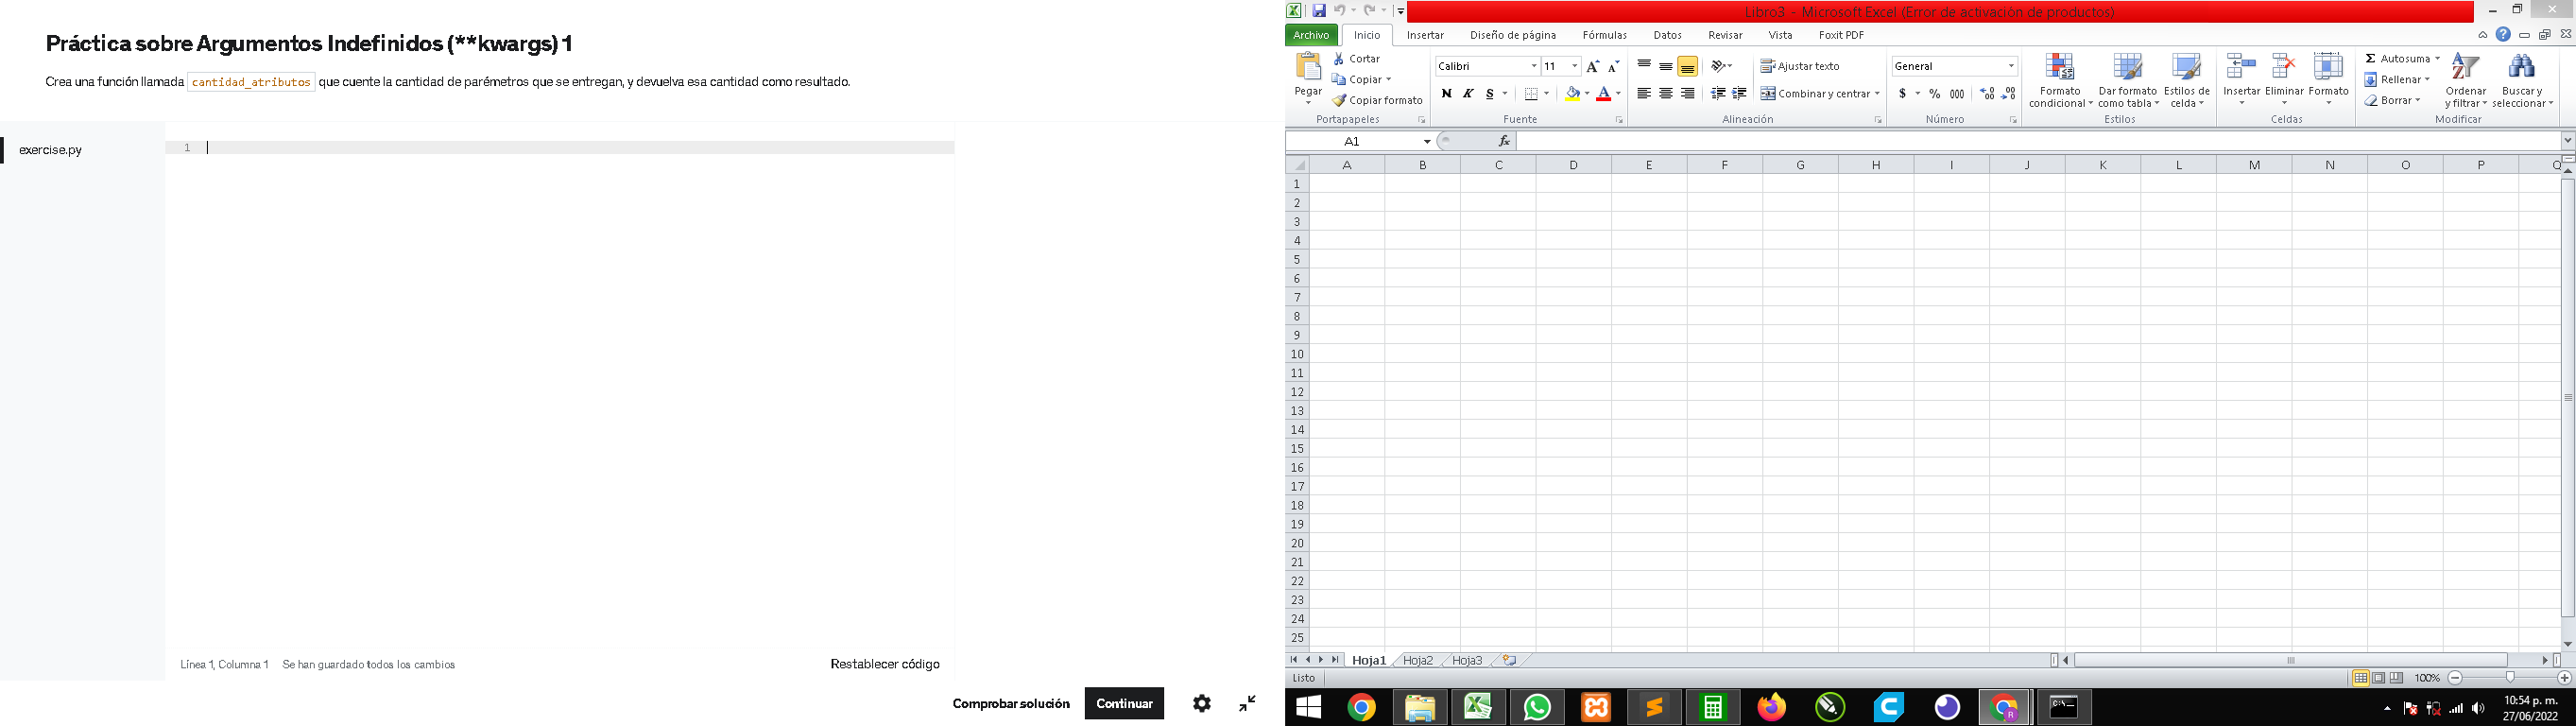 Práctica sobre Argumentos Indefinidos (**kwargs) 1
Crea una función llamada cantidad_atributos que cuente la cantidad de parémetros que se entregan, y devuelva esa cantidad como resultado.
exercise.py
1
Línea 1, Columna 1 Se han guardado todos los cambios
Restablecer código
Comprobar solución
Continuar
Libro3 - Microsoft Excel (Error de activación de productos)
Archivo Inicio Insertar Diseño de página Fórmulas Datos Revisar Vista Foxit PDF
Pegar
Cortar
Copiar
Copiar formato
Portapapeles
Calibri 11
N K S
Fuente
Ajustar texto
Combinar y centrar
Alineación
General
$ % 000
Número
Formato condicional
Dar formato como tabla
Estilos de celda
Estilos
Insertar Eliminar Formato
Celdas
Σ Autosuma
Rellenar
Borrar
Ordenar y filtrar
Buscar y seleccionar
Modificar
A1
fx
A B C D E F G H I J K L M N O P Q
1
2
3
4
5
6
7
8
9
10
11
12
13
14
15
16
17
18
19
20
21
22
23
24
25
Hoja1 Hoja2 Hoja3
Listo
100%
10:54 p. m.
27/06/2022